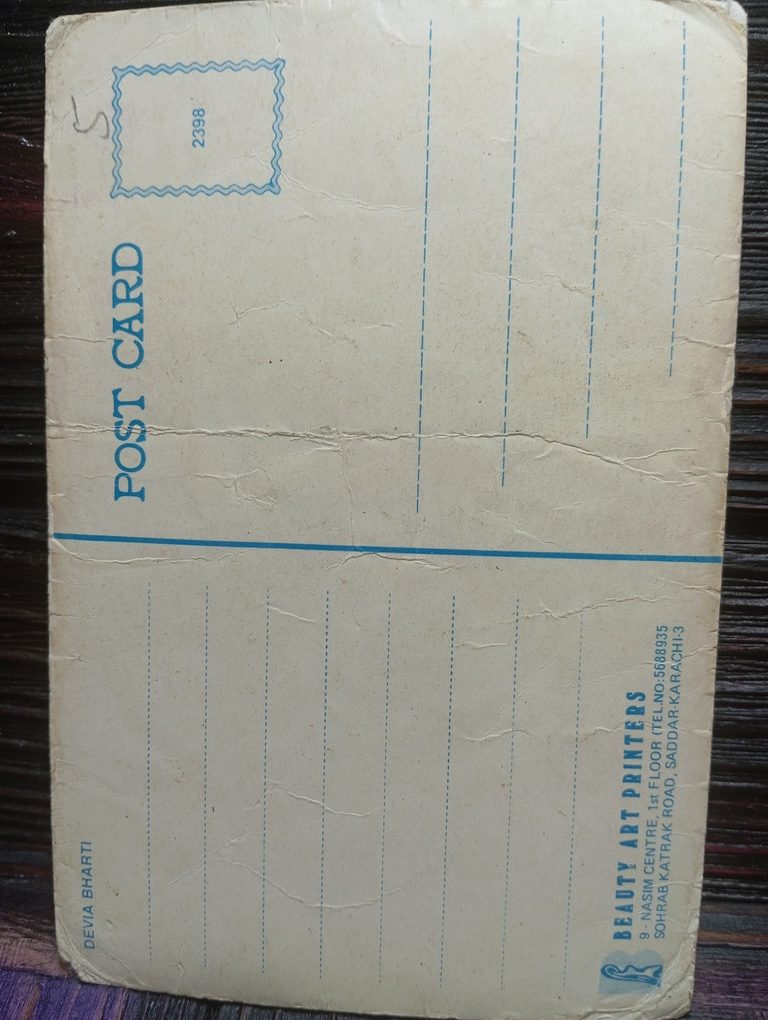 DEVIA BHARTI
POST CARD
2398
5
BEAUTY ART PRINTERS
9 - NASIM CENTRE, 1st FLOOR (TEL.NO:5688935
SOHRAB KATRAK ROAD, SADDAR-KARACHI-3